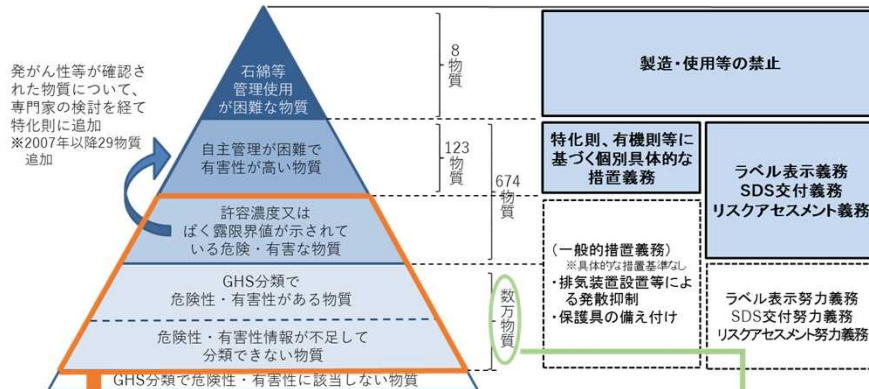 発がん性等が確認され
た物質について、
専門家の検討を経て
特化則に追加
※2007年以降29物質
追加
石綿等
管理使用
が困難な物質
自主管理が困難で
有害性が高い物質
許容濃度又は
ばく露限界値が示されて
いる危険・有害な物質
GHS分類で
危険性・有害性がある物質
危険性・有害性情報が不足して
分類できない物質
GHS分類で危険性・有害性に該当しない物質
8
物質
123
物質
674
物質
数万物質
製造・使用等の禁止
特化則、有機則等に
基づく個別具体的な
措置義務
ラベル表示義務
SDS交付義務
リスクアセスメント義務
(一般的措置義務)
※具体的な措置基準なし
・排気装置設置等によ
る発散抑制
・保護具の備え付け
ラベル表示努力義務
SDS交付努力義務
リスクアセスメント努力義務